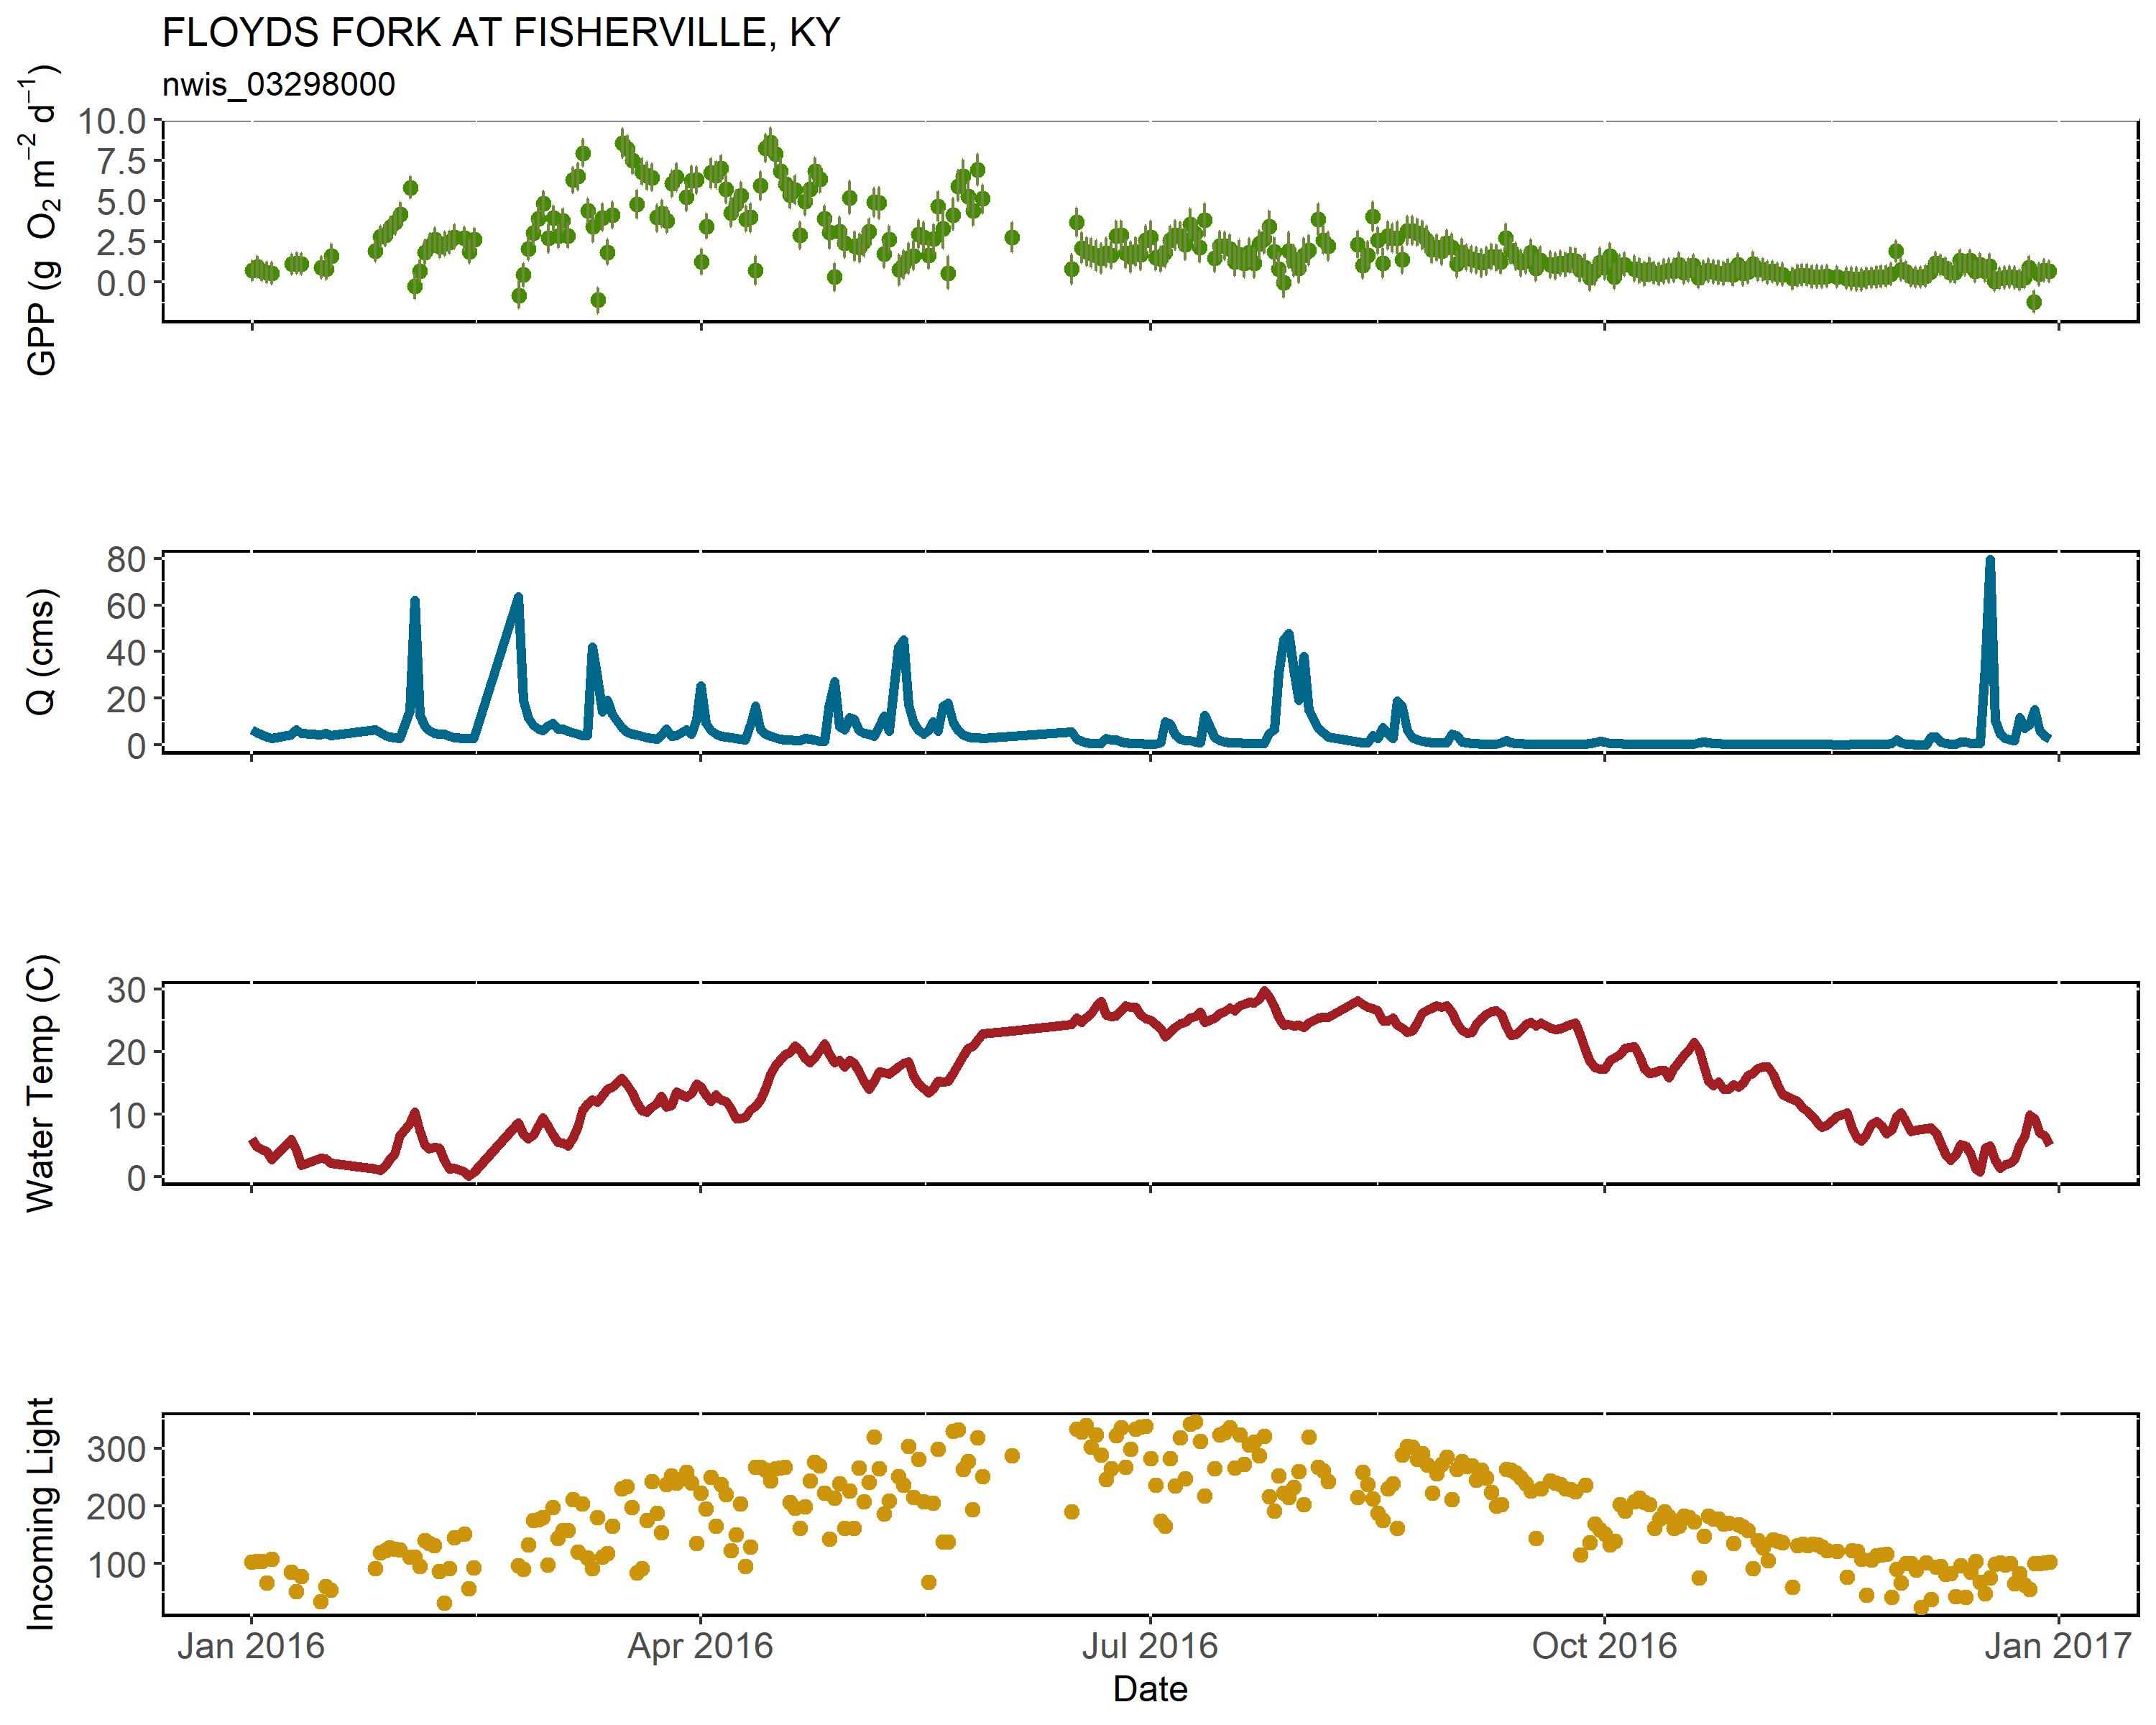 FLOYDS FORK AT FISHERVILLE, KY
nwis_03298000
GPP (g O₂ m⁻² d⁻¹)
10.0
7.5
5.0
2.5
0.0
Q (cms)
80
60
40
20
0
Water Temp (C)
30
20
10
0
Incoming Light
300
200
100
Jan 2016 Apr 2016 Jul 2016 Oct 2016 Jan 2017
Date